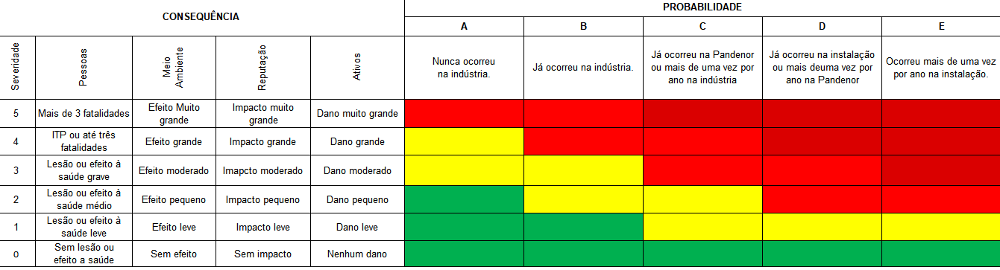 CONSEQUÊNCIA
PROBABILIDADE
A
B
C
D
E
Severidade
Pessoas
Meio
Ambiente
Reputação
Ativos
Nunca ocorreu
na indústria.
Já ocorreu na indústria.
Já ocorreu na Pandenor
ou mais de uma vez por
ano na indústria
Já ocorreu na instalação
ou mais deuma vez por
ano na Pandenor
Ocorreu mais de uma vez
por ano na instalação.
5
Mais de 3 fatalidades
Efeito Muito
grande
Impacto muito
grande
Dano muito grande
4
ITP ou até três
fatalidades
Efeito grande
Impacto grande
Dano grande
3
Lesão ou efeito à
saúde grave
Efeito moderado
Imapcto moderado
Dano moderado
2
Lesão ou efeito à
saúde médio
Efeito pequeno
Impacto pequeno
Dano pequeno
1
Lesão ou efeito à
saúde leve
Efeito leve
Impacto leve
Dano leve
o
Sem lesão ou
efeito a saúde
Sem efeito
Sem impacto
Nenhum dano